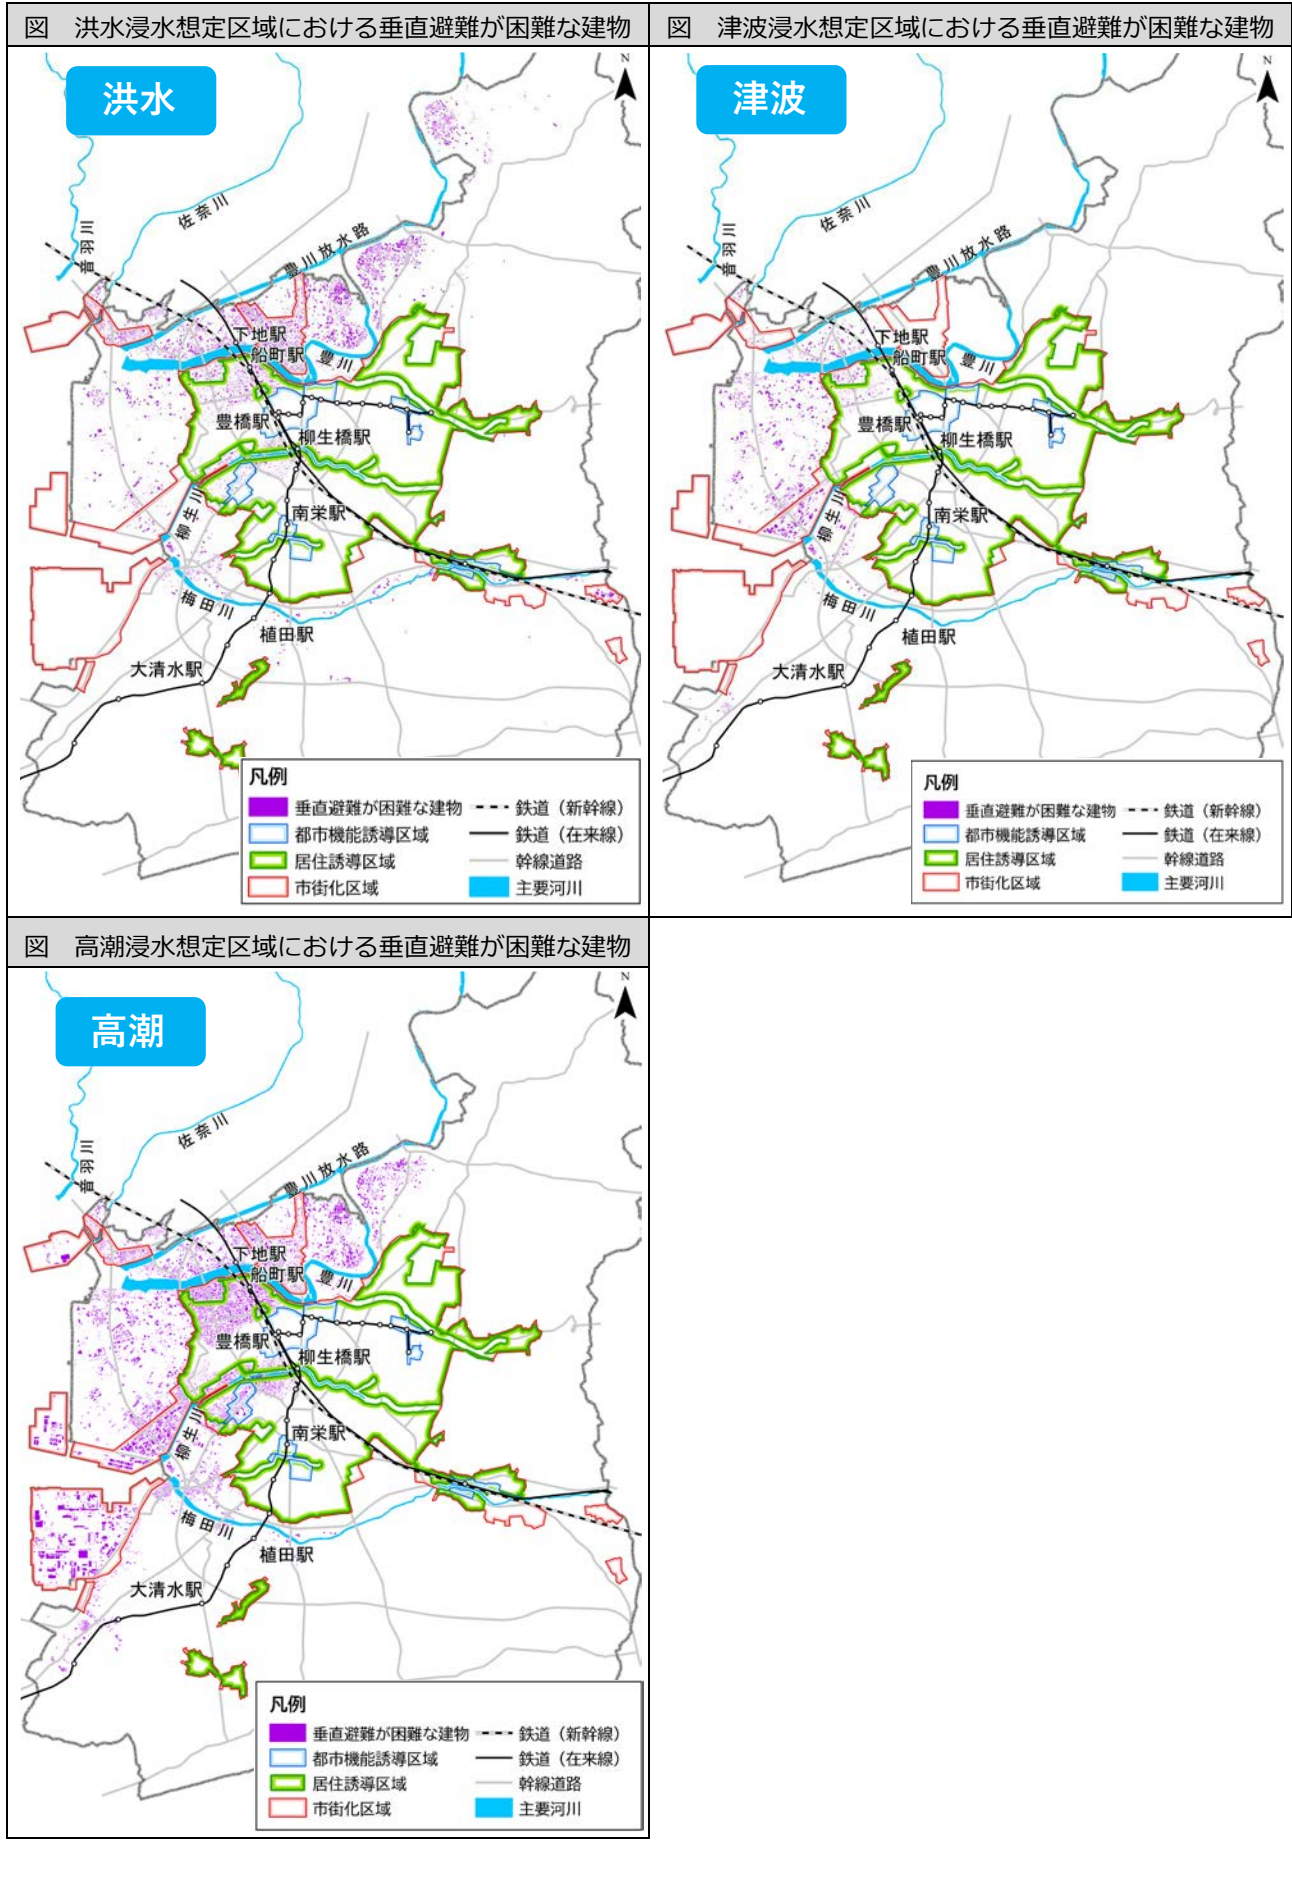 図　洪水浸水想定区域における垂直避難が困難な建物
洪水
N
音羽川
佐奈川
豊川放水路
下地駅
船町駅
豊川
豊橋駅
柳生橋駅
柳生川
南栄駅
梅田川
植田駅
大清水駅
凡例
垂直避難が困難な建物
都市機能誘導区域
居住誘導区域
市街化区域
鉄道（新幹線）
鉄道（在来線）
幹線道路
主要河川
図　津波浸水想定区域における垂直避難が困難な建物
津波
N
音羽川
佐奈川
豊川放水路
下地駅
船町駅
豊川
豊橋駅
柳生橋駅
柳生川
南栄駅
梅田川
植田駅
大清水駅
凡例
垂直避難が困難な建物
都市機能誘導区域
居住誘導区域
市街化区域
鉄道（新幹線）
鉄道（在来線）
幹線道路
主要河川
図　高潮浸水想定区域における垂直避難が困難な建物
高潮
N
音羽川
佐奈川
豊川放水路
下地駅
船町駅
豊川
豊橋駅
柳生橋駅
柳生川
南栄駅
梅田川
植田駅
大清水駅
凡例
垂直避難が困難な建物
都市機能誘導区域
居住誘導区域
市街化区域
鉄道（新幹線）
鉄道（在来線）
幹線道路
主要河川